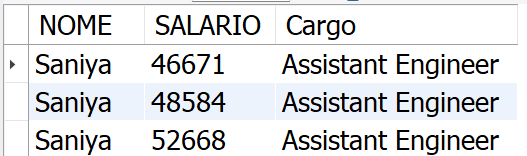 NOME SALARIO Cargo
Saniya 46671 Assistant Engineer
Saniya 48584 Assistant Engineer
Saniya 52668 Assistant Engineer